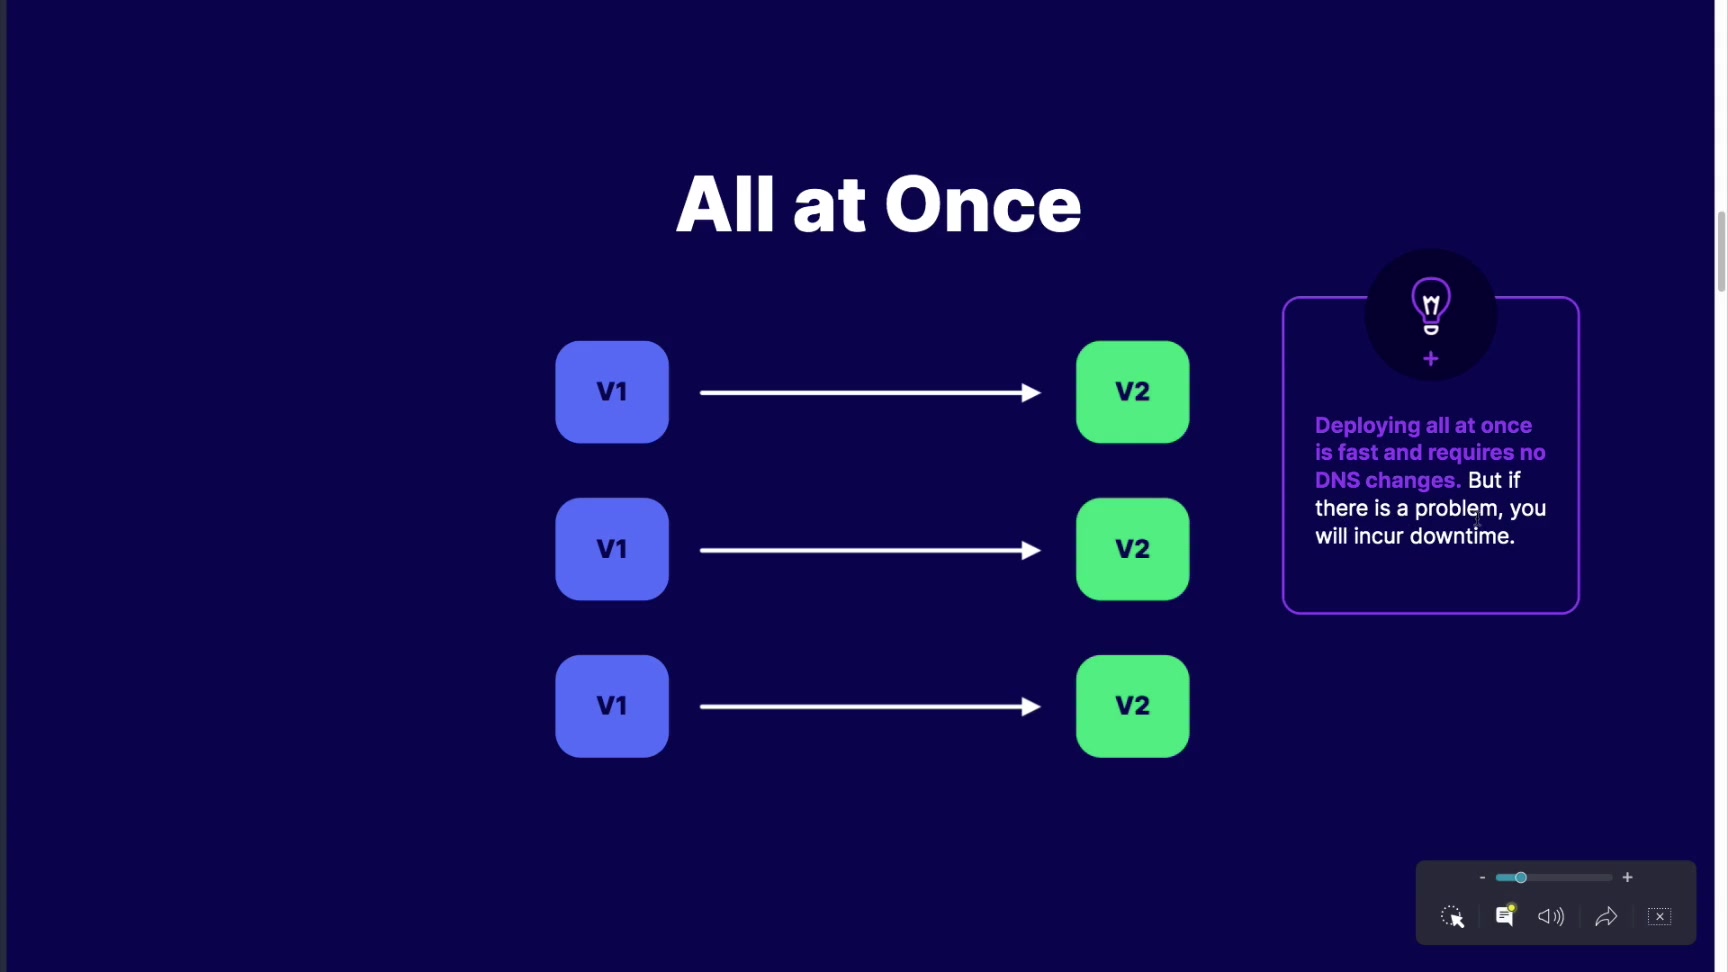 All at Once
V1
V2
V1
V2
V1
V2
Deploying all at once
is fast and requires no
DNS changes. But if
there is a problem, you
will incur downtime.